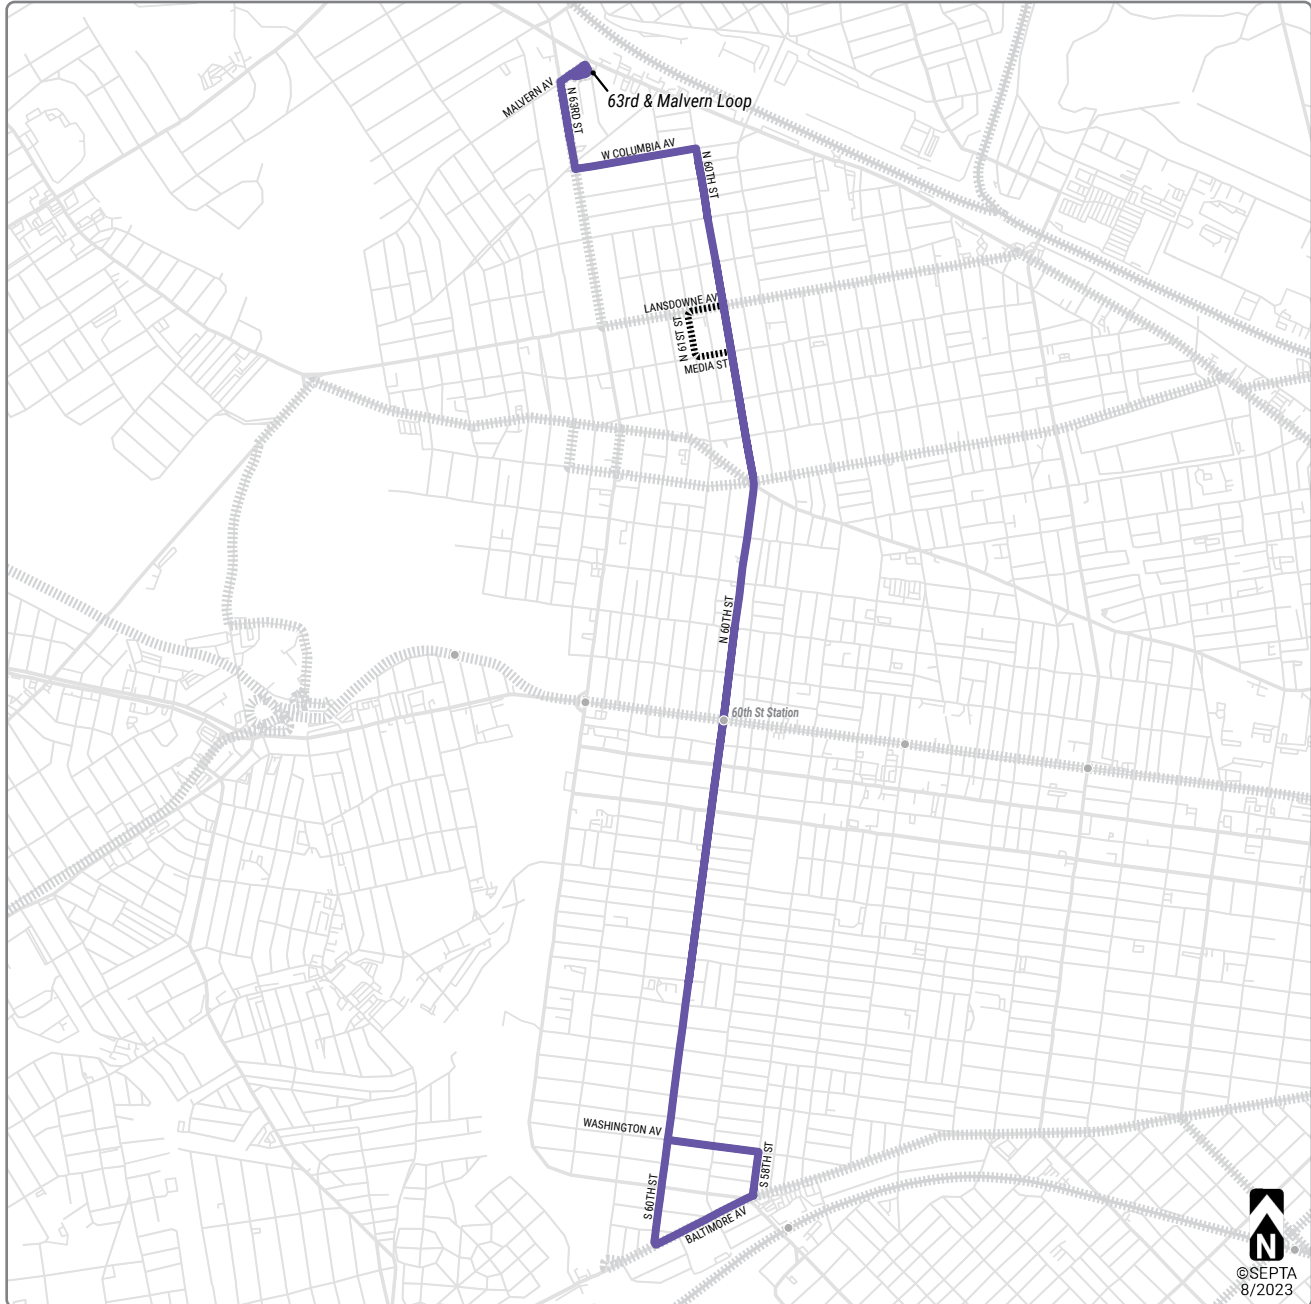 MALVERN AV
63rd & Malvern Loop
N 63RD ST
W COLUMBIA AV
N 60TH ST
LANSDOWNE AV
N 61ST ST
MEDIA ST
N 60TH ST
60th St Station
WASHINGTON AV
S 58TH ST
S 60TH ST
BALTIMORE AV
N
©SEPTA
8/2023